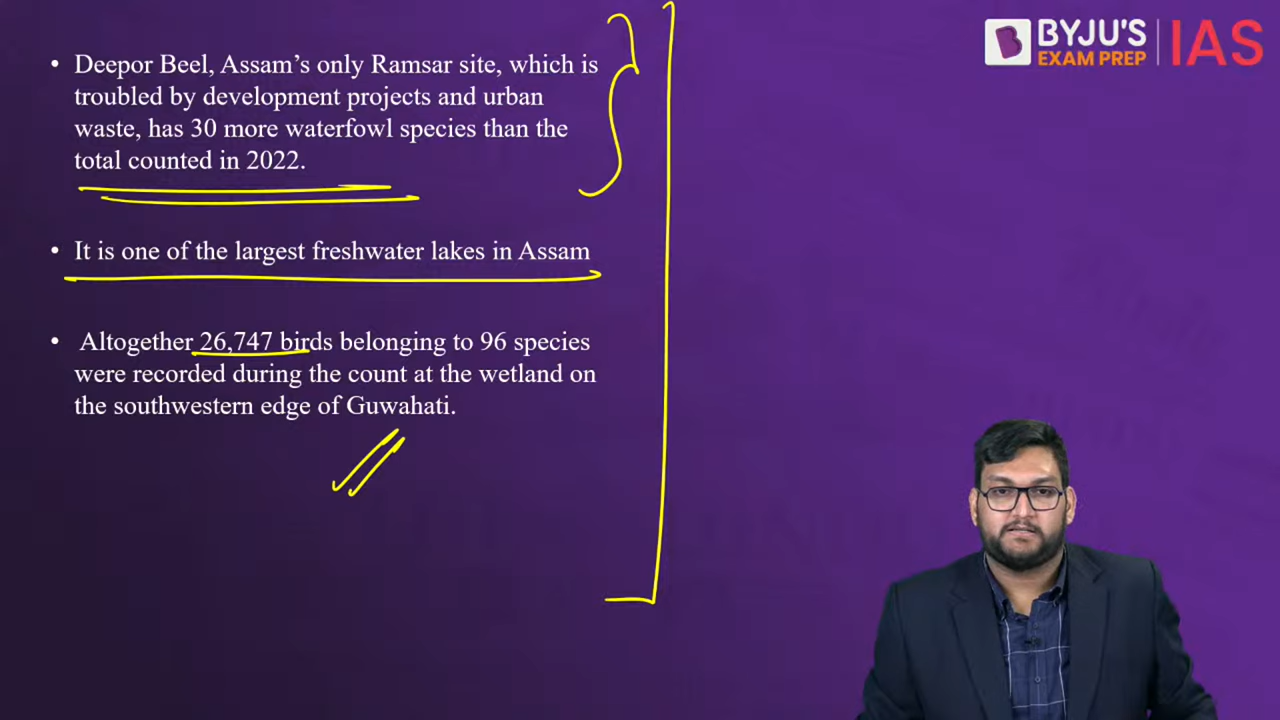 • Deepor Beel, Assam's only Ramsar site, which is
troubled by development projects and urban
waste, has 30 more waterfowl species than the
total counted in 2022.
• It is one of the largest freshwater lakes in Assam
• Altogether 26,747 birds belonging to 96 species
were recorded during the count at the wetland on
the southwestern edge of Guwahati.
BYJU'S
EXAM PREP
IAS